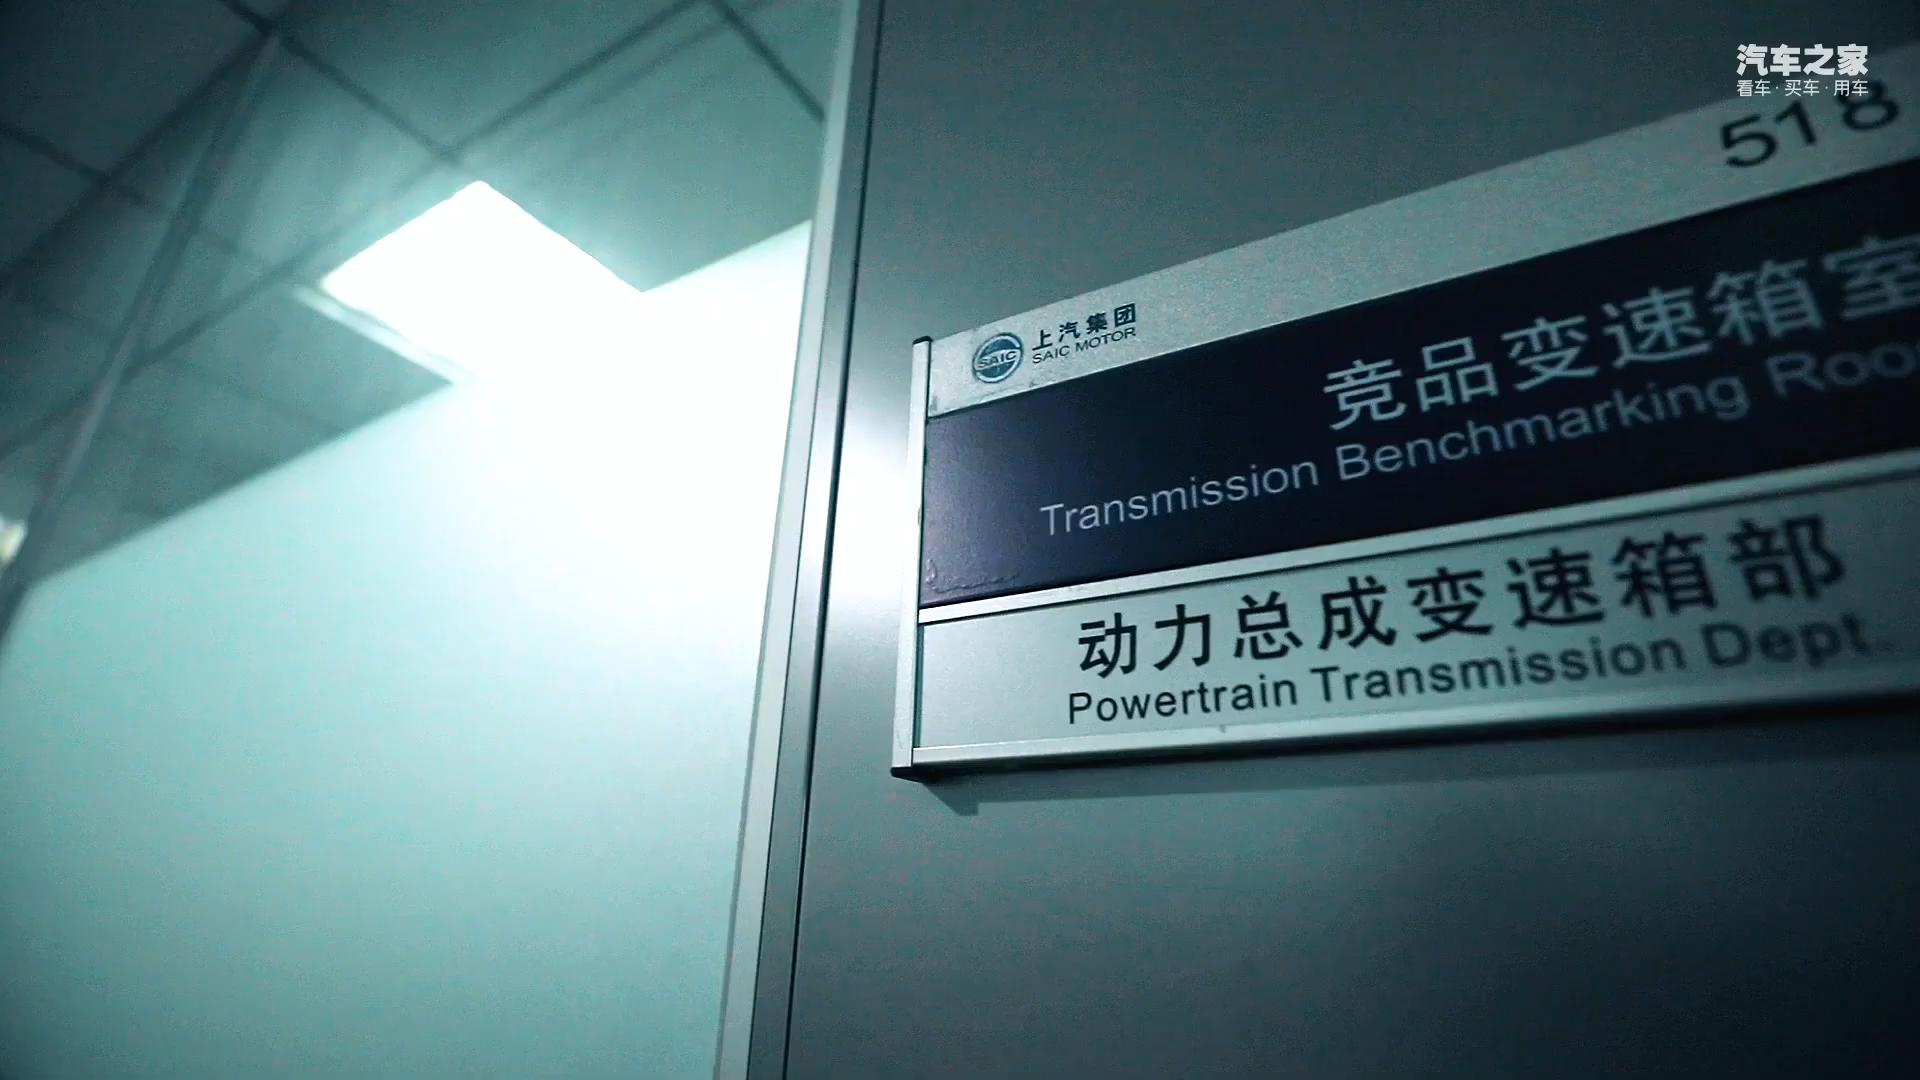 汽车之家
看车·买车·用车
518
SAIC
上汽集团
SAIC MOTOR
竞品变速箱室
Transmission Benchmarking Roo
动力总成变速箱部
Powertrain Transmission Dept.